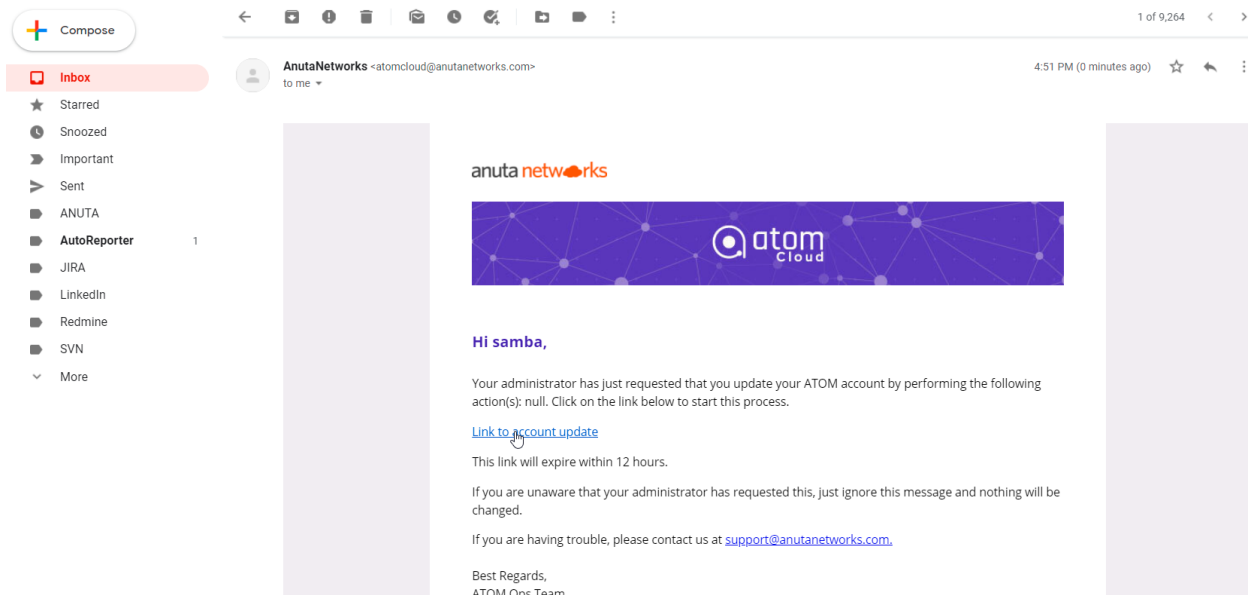 Compose
1 of 9,264
Inbox
Starred
Snoozed
Important
Sent
ANUTA
AutoReporter 1
JIRA
LinkedIn
Redmine
SVN
More
AnutaNetworks <atomcloud@anutanetworks.com>
4:51 PM (0 minutes ago)
to me
anuta networks
atom
Cloud
Hi samba,
Your administrator has just requested that you update your ATOM account by performing the following
action(s): null. Click on the link below to start this process.
Link to account update
This link will expire within 12 hours.
If you are unaware that your administrator has requested this, just ignore this message and nothing will be
changed.
If you are having trouble, please contact us at support@anutanetworks.com.
Best Regards,
ATOM Ops Team